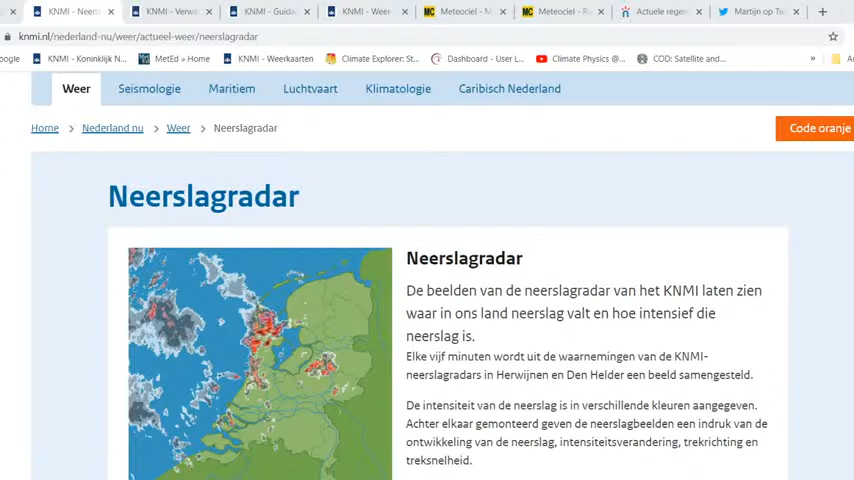 KNMI - Neers
KNMI - Verwa
KNMI - Guida
KNMI - Weer
Meteociel - M
Meteociel - R
Actuele regen
Martijn op Tw
knmi.nl/nederland-nu/weer/actueel-weer/neerslagradar
oogle
KNMI - Koninklijk N...
MetEd » Home
KNMI - Weerkaarten
Climate Explorer: St...
Dashboard - User L...
Climate Physics @...
COD: Satellite and...
»
Weer
Seismologie
Maritiem
Luchtvaart
Klimatologie
Caribisch Nederland
Home > Nederland nu > Weer > Neerslagradar
Code oranje
Neerslagradar
Neerslagradar
De beelden van de neerslagradar van het KNMI laten zien
waar in ons land neerslag valt en hoe intensief die
neerslag is.
Elke vijf minuten wordt uit de waarnemingen van de KNMI-
neerslagradars in Herwijnen en Den Helder een beeld samengesteld.
De intensiteit van de neerslag is in verschillende kleuren aangegeven.
Achter elkaar gemonteerd geven de neerslagbeelden een indruk van de
ontwikkeling van de neerslag, intensiteitsverandering, trekrichting en
treksnelheid.